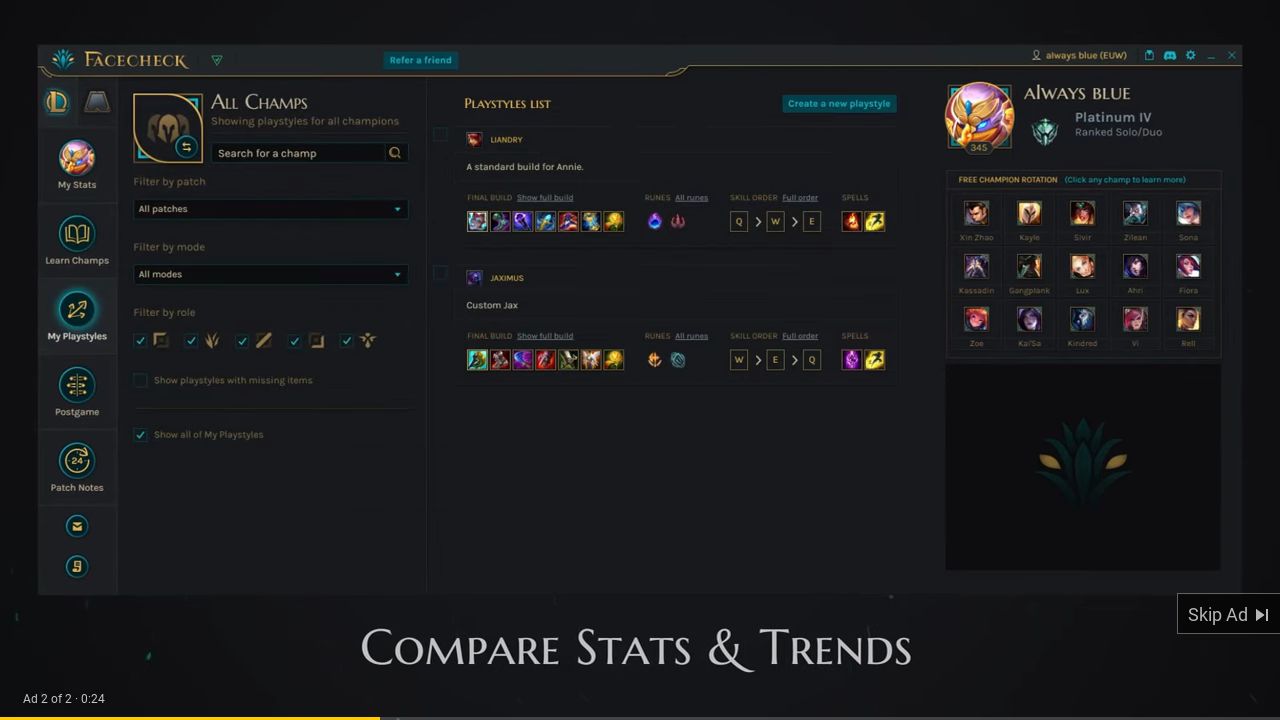 FACECHECK
Refer a friend
always blue (EUW)
My Stats
Learn Champs
My Playstyles
Postgame
24
Patch Notes
ALL CHAMPS
Showing playstyles for all champions
Search for a champ
Filter by patch
All patches
Filter by mode
All modes
Filter by role
Show playstyles with missing items
Show all of My Playstyles
PLAYSTYLES LIST
Create a new playstyle
LIANDRY
A standard build for Annie.
FINAL BUILD Show full build RUNES All runes SKILL ORDER Full order SPELLS
Q > W > E
JAXIMUS
Custom Jax
FINAL BUILD Show full build RUNES All runes SKILL ORDER Full order SPELLS
W > E > Q
ALWAYS BLUE
Platinum IV
Ranked Solo/Duo
345
FREE CHAMPION ROTATION (Click any champ to learn more)
Xin Zhao Kayle Sivir Zilean Sona
Kassadin Gangplank Lux Ahri Fiora
Zoe Kai'Sa Kindred Vi Rell
Skip Ad
COMPARE STATS & TRENDS
Ad 2 of 2 · 0:24